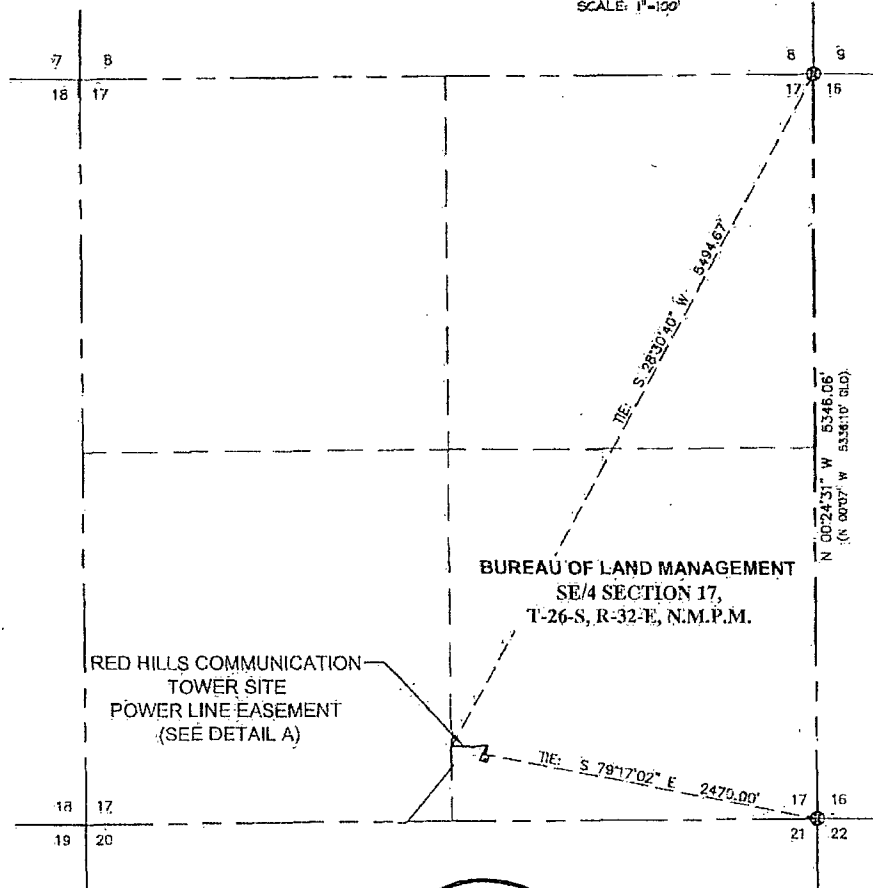 SCALE: 1"=100'
7 8
18 17
8 9
17 16
TIE: S 28°30'40" W 5494.67'
N 00°24'31" W 5346.06'
(N 00°07' W 5338.10' GLO)
BUREAU OF LAND MANAGEMENT
SE/4 SECTION 17,
T-26-S, R-32-E, N.M.P.M.
RED HILLS COMMUNICATION
TOWER SITE
POWER LINE EASEMENT
(SEE DETAIL A)
TIE: S 79°17'02" E 2470.00'
18 17
19 20
17 16
21 22